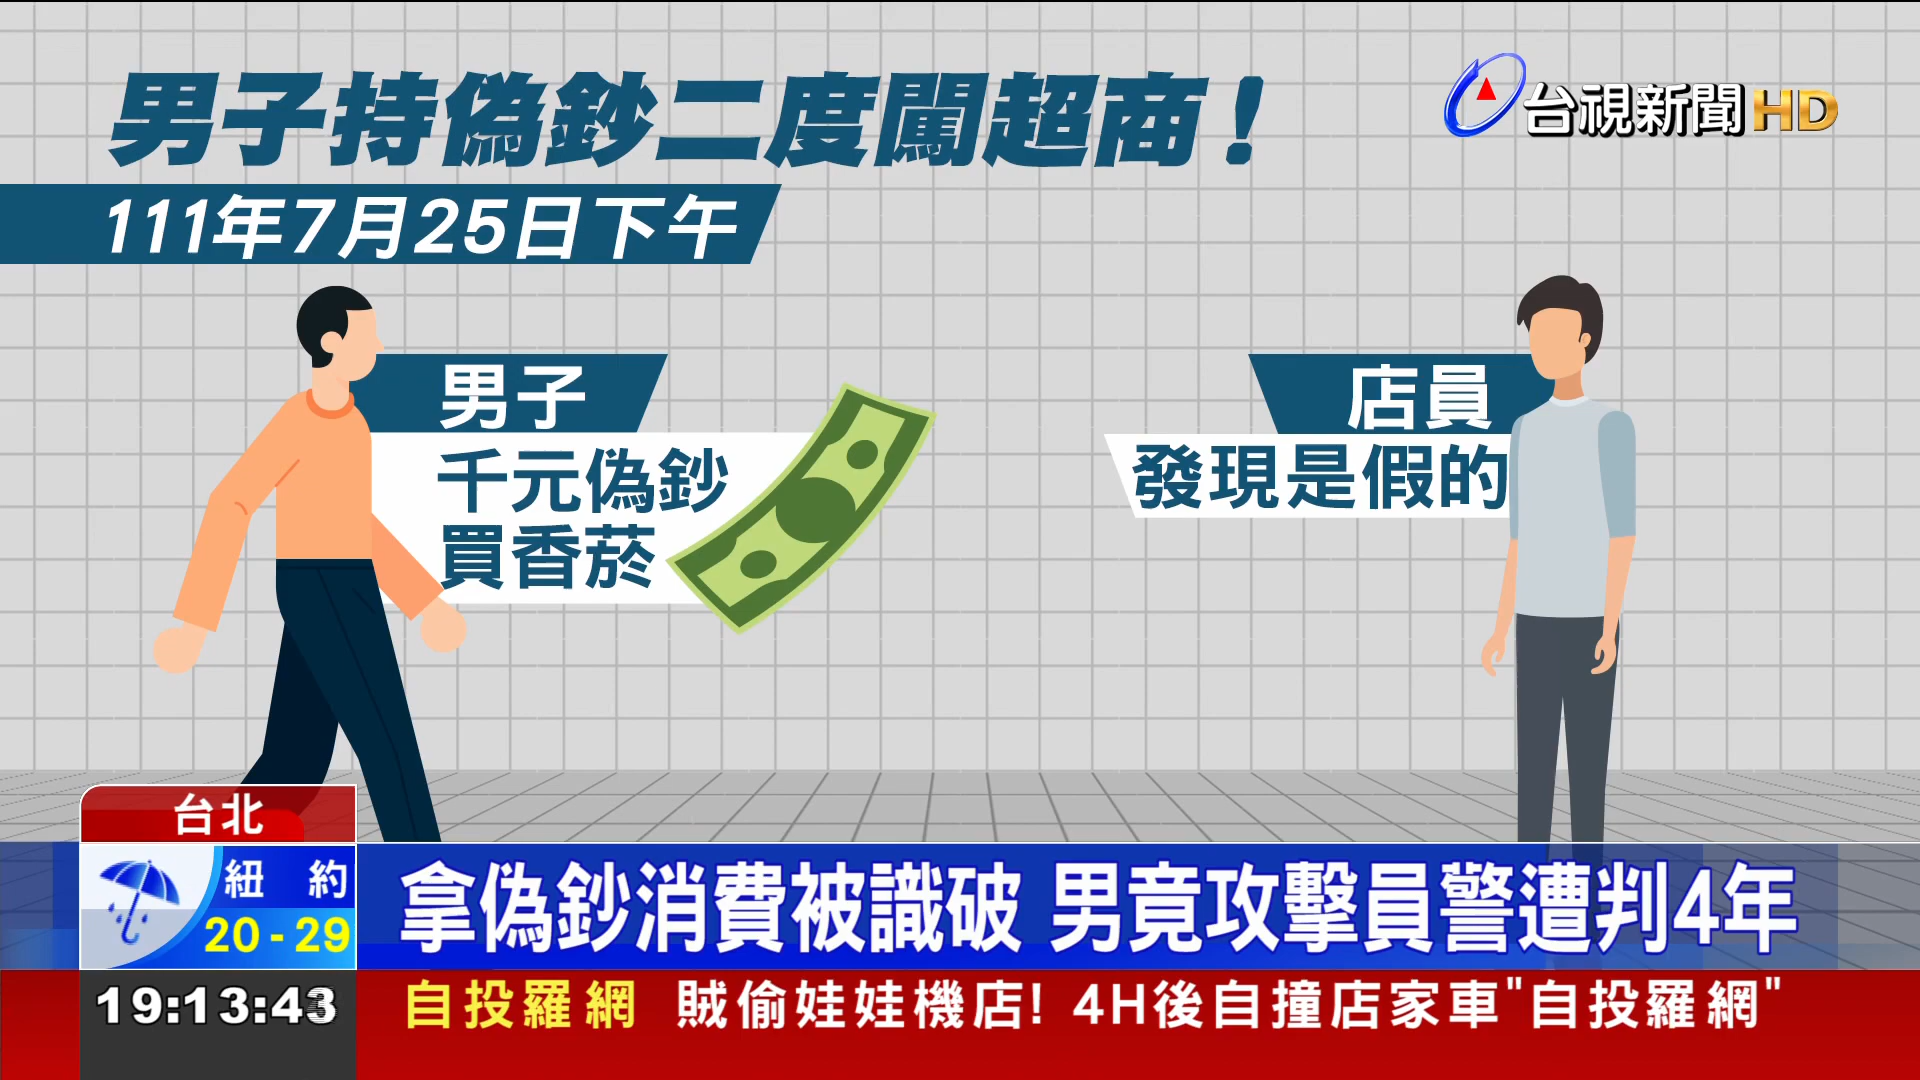 男子持偽鈔二度闖超商！
台視新聞HD
111年7月25日下午
男子
千元偽鈔
買香菸
店員
發現是假的
台北
紐 約
20-29
拿偽鈔消費被識破 男竟攻擊員警遭判4年
19:13:43
自投羅網 賊偷娃娃機店! 4H後自撞店家車"自投羅網"